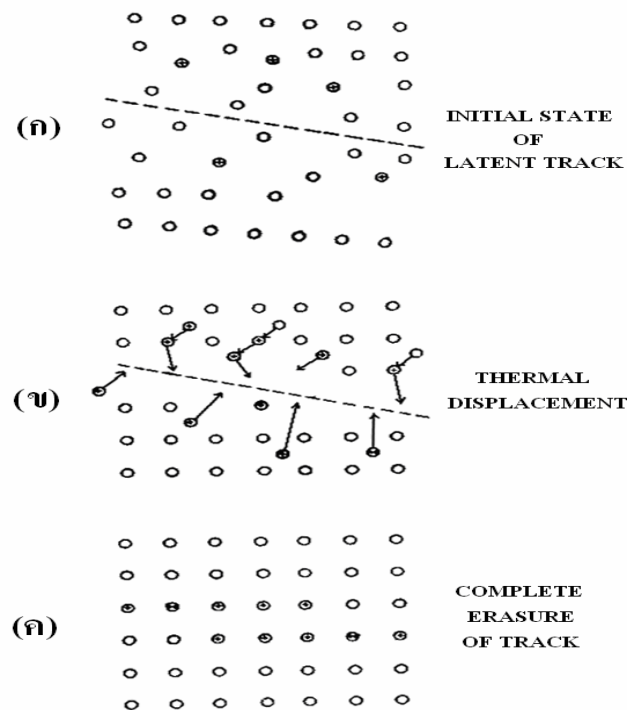 (ก)
INITIAL STATE
OF
LATENT TRACK
(ข)
THERMAL
DISPLACEMENT
(ค)
COMPLETE
ERASURE
OF TRACK